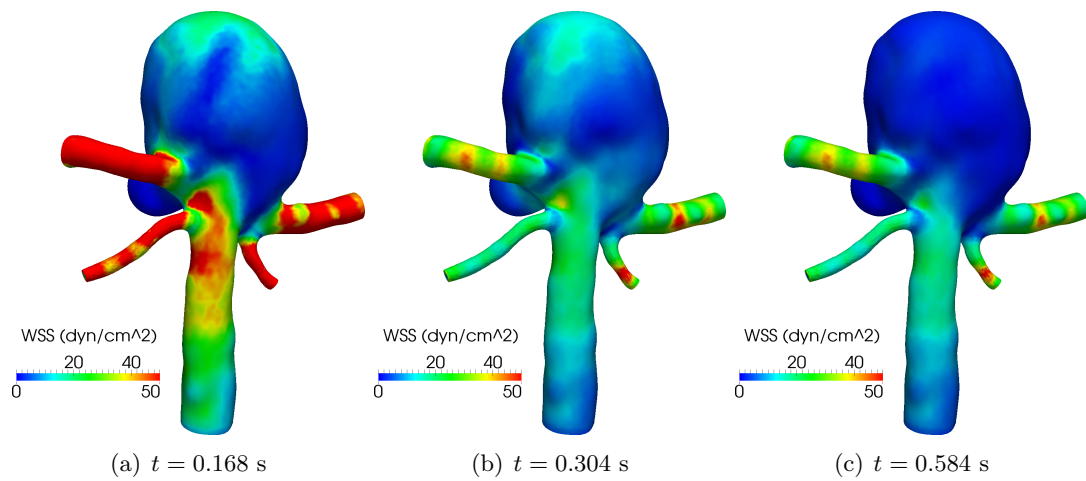 WSS (dyn/cm^2)
20 40
0 50
(a) t = 0.168 s
WSS (dyn/cm^2)
20 40
0 50
(b) t = 0.304 s
WSS (dyn/cm^2)
20 40
0 50
(c) t = 0.584 s